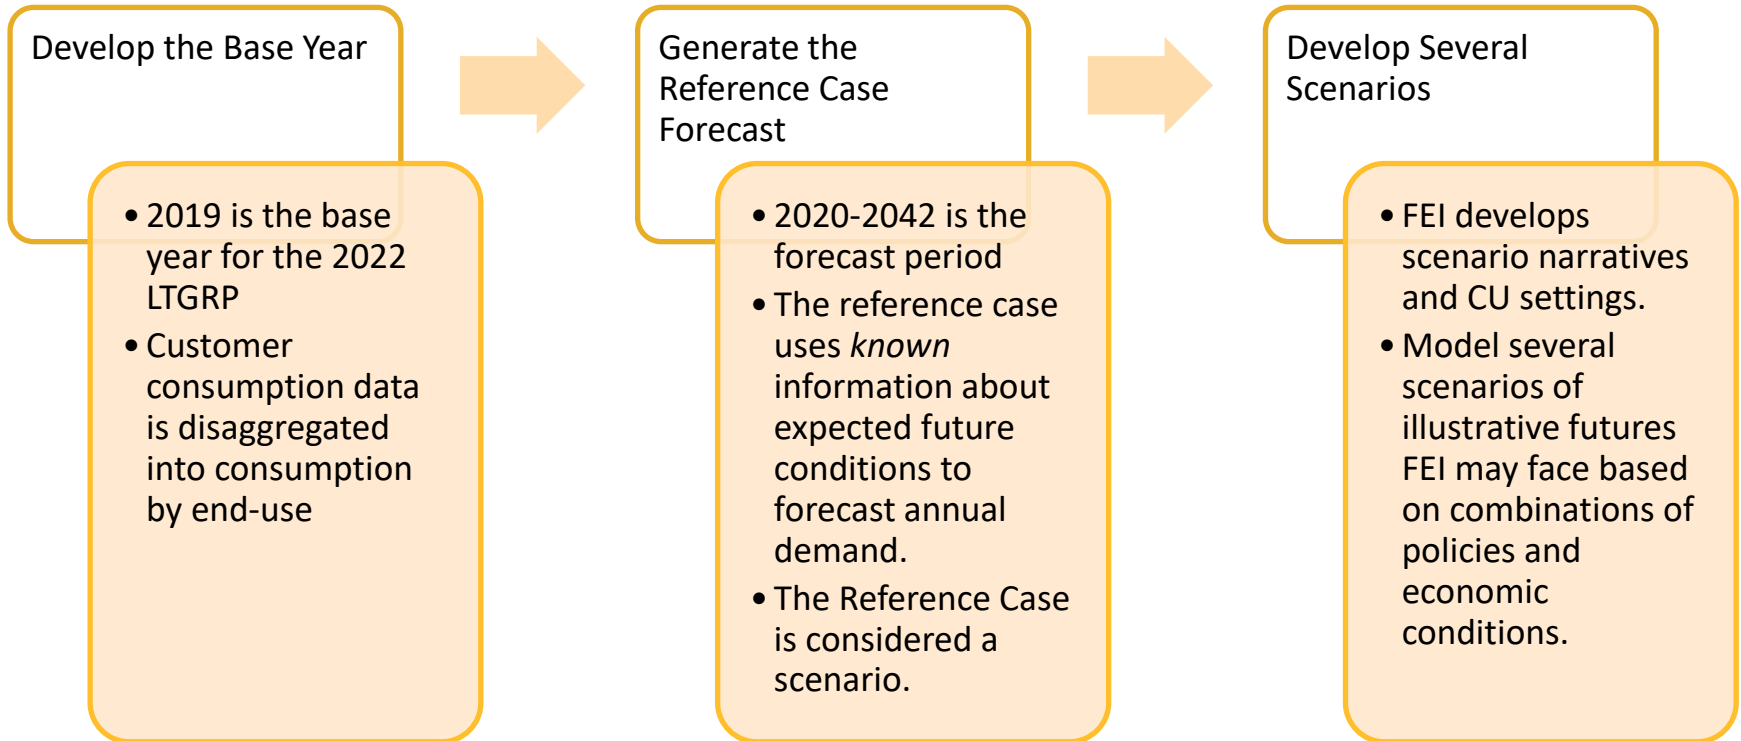 Develop the Base Year
• 2019 is the base
year for the 2022
LTGRP
• Customer
consumption data
is disaggregated
into consumption
by end-use
Generate the
Reference Case
Forecast
• 2020-2042 is the
forecast period
• The reference case
uses known
information about
expected future
conditions to
forecast annual
demand.
• The Reference Case
is considered a
scenario.
Develop Several
Scenarios
• FEI develops
scenario narratives
and CU settings.
• Model several
scenarios of
illustrative futures
FEI may face based
on combinations of
policies and
economic
conditions.